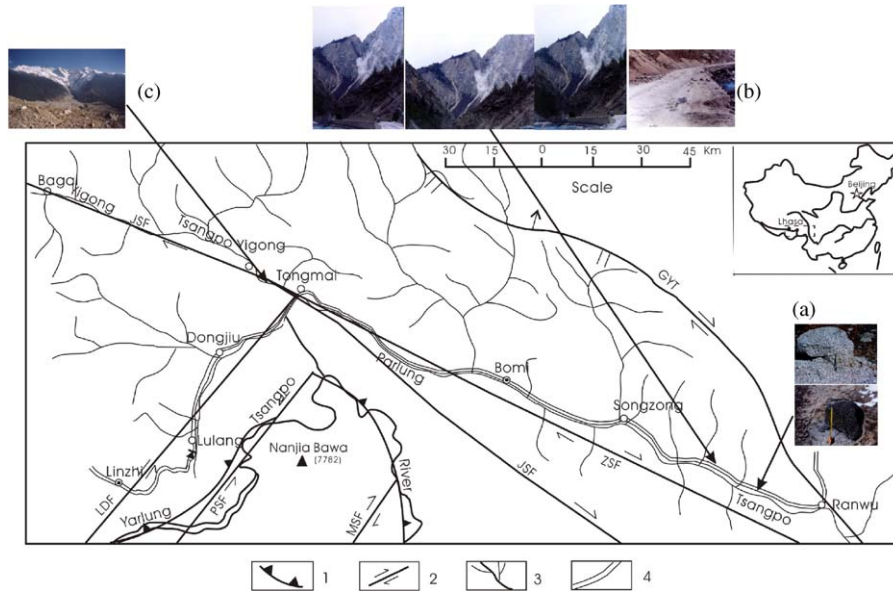 (c)
(b)
30 15 0 30 45 Km
Scale
Beijing
Lhasa
Bagai
Yigong
JSF
Tsangpo
Yigong
Tongmai
GYT
(a)
Dongjiu
Parlung
Bomi
Tsangpo
Songzong
Lulang
Nanjia Bawa
(7782)
River
JSF
ZSF
Linzhi
LDF
PSF
Yarlung
MSF
Tsangpo
Ranwu
1
2
3
4